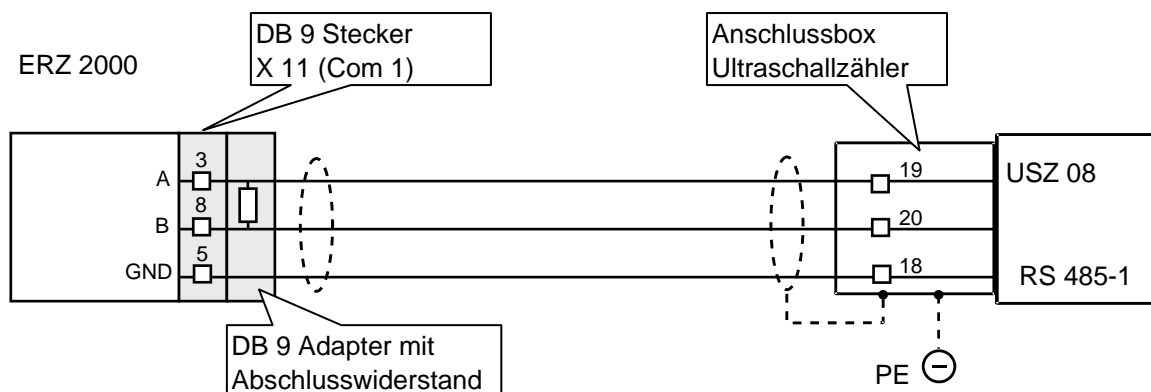 DB 9 Stecker
X 11 (Com 1)
Anschlussbox
Ultraschallzähler
ERZ 2000
A
3
19
USZ 08
B
8
20
GND
5
18
RS 485-1
DB 9 Adapter mit
Abschlusswiderstand
PE